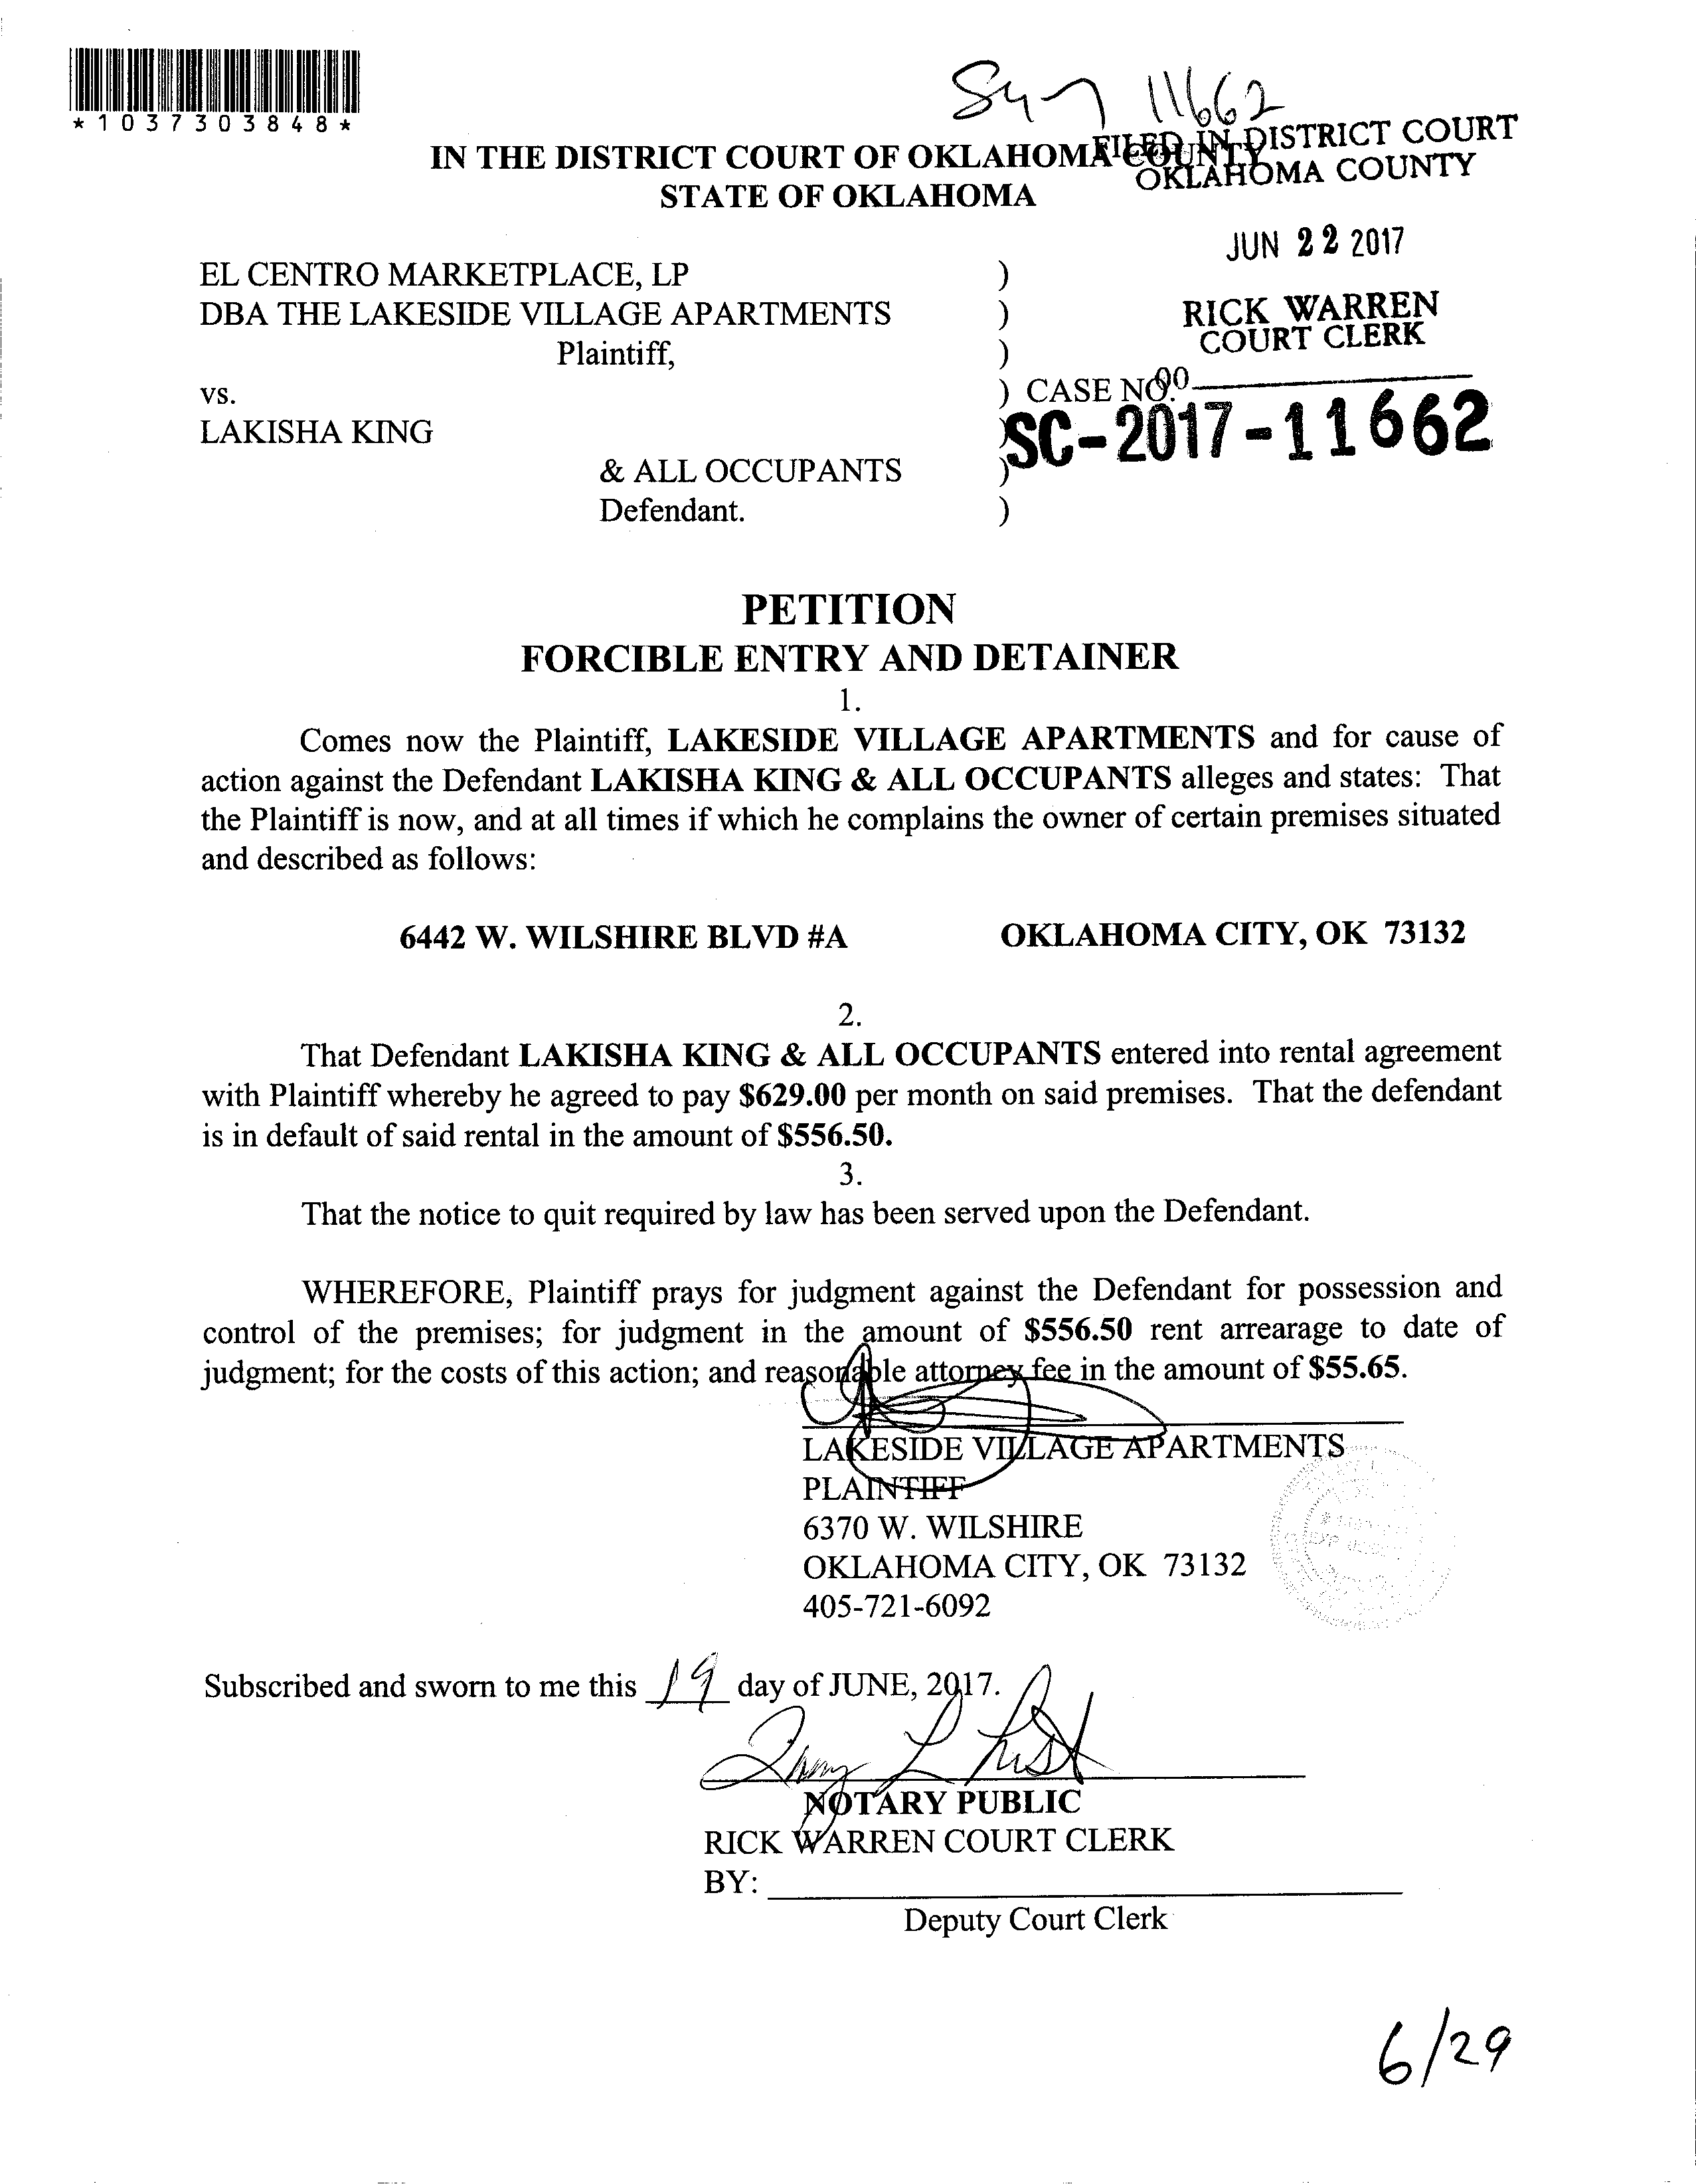 *1037303848*
11662
IN THE DISTRICT COURT OF OKLAHOMA COUNTY
STATE OF OKLAHOMA
FILED IN DISTRICT COURT
OKLAHOMA COUNTY
JUN 22 2017
RICK WARREN
COURT CLERK
EL CENTRO MARKETPLACE, LP )
DBA THE LAKESIDE VILLAGE APARTMENTS )
Plaintiff, )
vs. ) CASE NO.
LAKISHA KING )
SC-2017-11662
& ALL OCCUPANTS )
Defendant. )
PETITION
FORCIBLE ENTRY AND DETAINER
1.
Comes now the Plaintiff, LAKESIDE VILLAGE APARTMENTS and for cause of
action against the Defendant LAKISHA KING & ALL OCCUPANTS alleges and states: That
the Plaintiff is now, and at all times if which he complains the owner of certain premises situated
and described as follows:
6442 W. WILSHIRE BLVD #A OKLAHOMA CITY, OK 73132
2.
That Defendant LAKISHA KING & ALL OCCUPANTS entered into rental agreement
with Plaintiff whereby he agreed to pay $629.00 per month on said premises. That the defendant
is in default of said rental in the amount of $556.50.
3.
That the notice to quit required by law has been served upon the Defendant.
WHEREFORE, Plaintiff prays for judgment against the Defendant for possession and
control of the premises; for judgment in the amount of $556.50 rent arrearage to date of
judgment; for the costs of this action; and reasonable attorney fee in the amount of $55.65.
LAKESIDE VILLAGE APARTMENTS
PLAINTIFF
6370 W. WILSHIRE
OKLAHOMA CITY, OK 73132
405-721-6092
Subscribed and sworn to me this 19 day of JUNE, 2017.
NOTARY PUBLIC
RICK WARREN COURT CLERK
BY:
Deputy Court Clerk
6/29